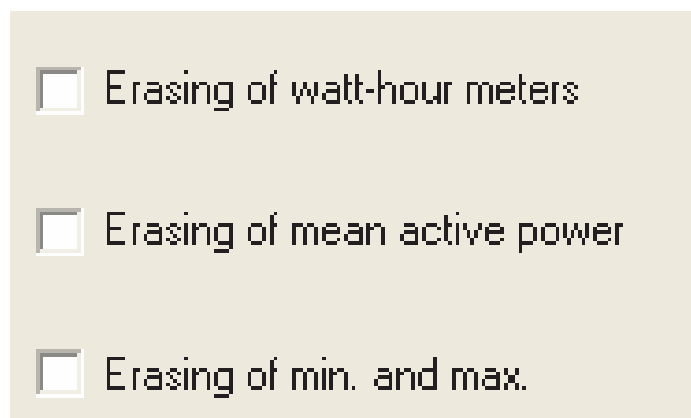 Erasing of watt-hour meters
Erasing of mean active power
Erasing of min. and max.